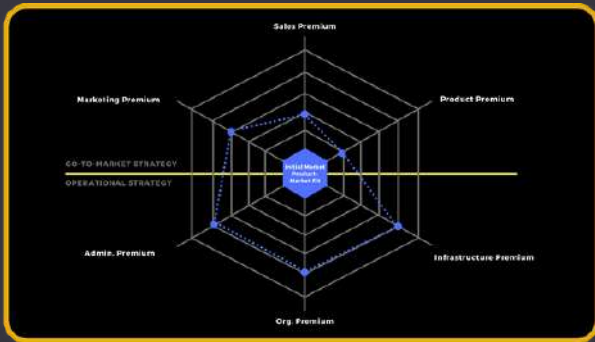 Sales Premium
Marketing Premium
Product Premium
GO-TO-MARKET STRATEGY
Initial Market
Product-
Market Fit
OPERATIONAL STRATEGY
Admin. Premium
Infrastructure Premium
Org. Premium